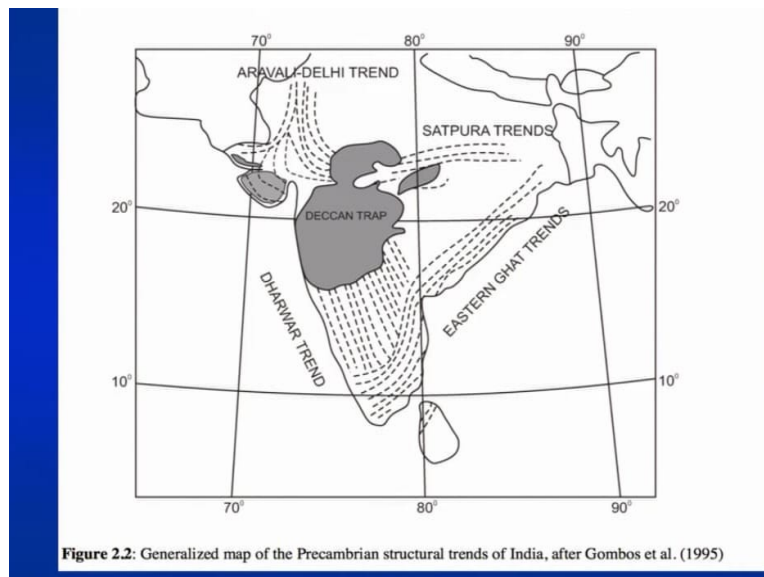 70°
80°
90°
ARAVALI-DELHI TREND
SATPURA TRENDS
20°
DECCAN TRAP
20°
EASTERN GHAT TRENDS
DHARWAR TREND
10°
10°
70°
80°
90°
Figure 2.2: Generalized map of the Precambrian structural trends of India, after Gombos et al. (1995)